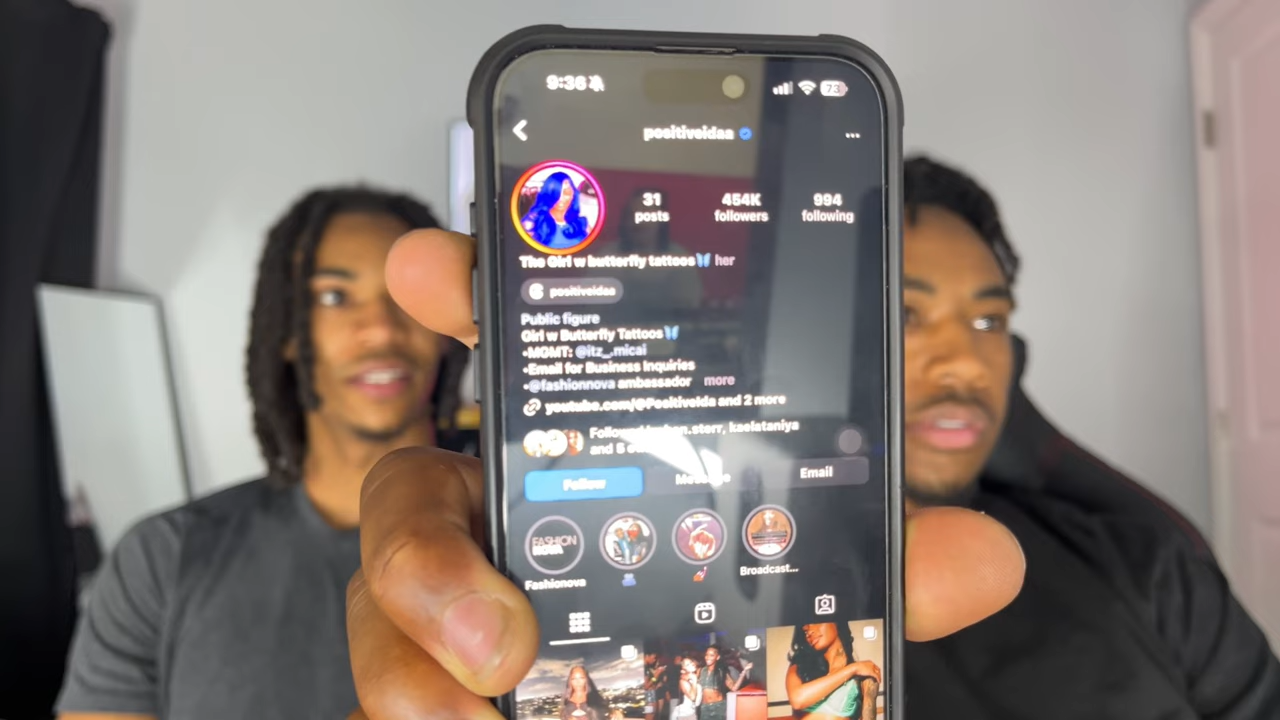 9:36
73
positiveidaa
31
454K
994
posts
followers
following
The Girl w butterfly tattoos🦋 her
positiveidaa
Public figure
Girl w Butterfly Tattoos🦋
•MGMT: @itz_.micai
•Email for Business Inquiries
•@fashionnova ambassador more
youtube.com/@PositiveIda and 2 more
kaelataniya
and
Follow
Email
FASHION
NOVA
Fashionova
Broadcast...